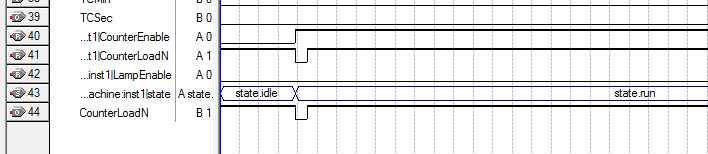 39 TCSec B 0
40 ...t1|CounterEnable A 0
41 ...t1|CounterLoadN A 1
42 ...inst1|LampEnable A 0
43 ...achine:inst1|state A state. state.idle state.run
44 CounterLoadN B 1